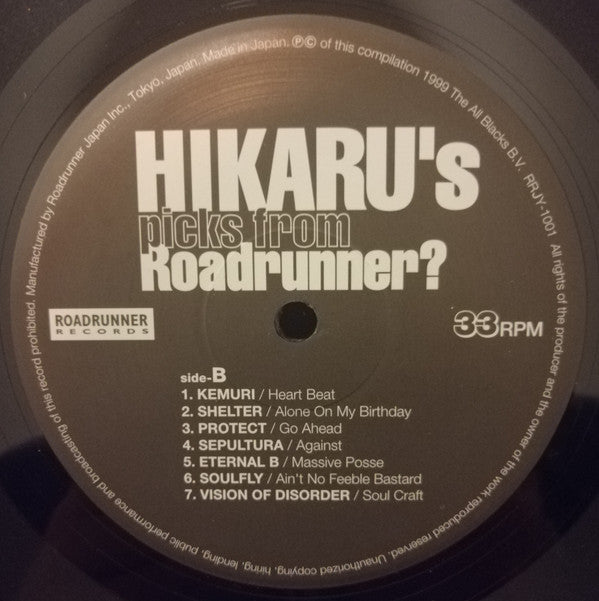 Manufactured by Roadrunner Japan Inc., Tokyo, Japan. Made in Japan. ℗© of this compilation 1999 The All Blacks B.V. RRJY-1001 All rights of the producer and the owner of the work reproduced reserved. Unauthorized copying, hiring, lending, public performance and broadcasting of this record prohibited.
HIKARU's
picks from
Roadrunner?
ROADRUNNER
RECORDS
33RPM
side-B
1. KEMURI / Heart Beat
2. SHELTER / Alone On My Birthday
3. PROTECT / Go Ahead
4. SEPULTURA / Against
5. ETERNAL B / Massive Posse
6. SOULFLY / Ain't No Feeble Bastard
7. VISION OF DISORDER / Soul Craft